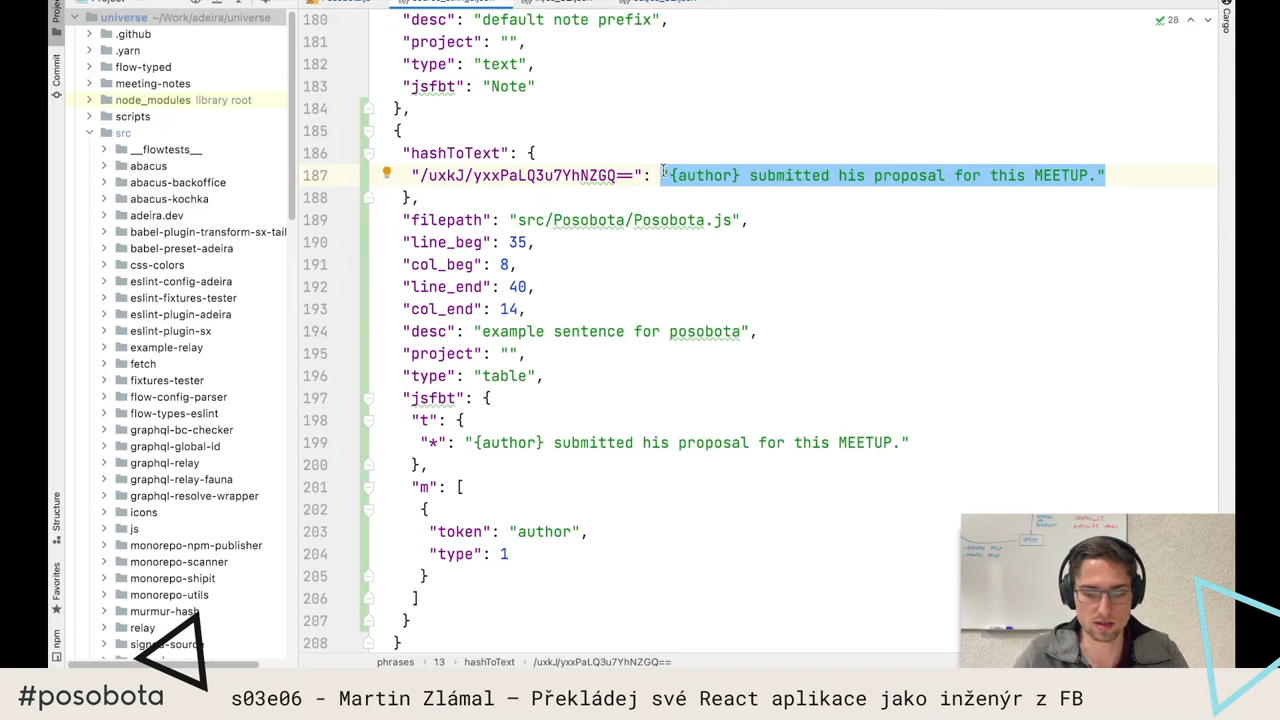 universe ~/Work/adeira/universe
.github
.yarn
flow-typed
meeting-notes
node_modules library root
scripts
src
__flowtests__
abacus
abacus-backoffice
abacus-kochka
adeira.dev
babel-plugin-transform-sx-tail
babel-preset-adeira
css-colors
eslint-config-adeira
eslint-fixtures-tester
eslint-plugin-adeira
eslint-plugin-sx
example-relay
fetch
fixtures-tester
flow-config-parser
flow-types-eslint
graphql-bc-checker
graphql-global-id
graphql-relay
graphql-relay-fauna
graphql-resolve-wrapper
icons
js
monorepo-npm-publisher
monorepo-scanner
monorepo-shipit
monorepo-utils
murmur-hash
relay
signed-source
Commit
Structure
Favorites
npm
180 "desc": "default note prefix",
181 "project": "",
182 "type": "text",
183 "jsfbt": "Note"
184 },
185 {
186 "hashToText": {
187 "/uxkJ/yxxPaLQ3u7YhNZGQ==": "{author} submitted his proposal for this MEETUP."
188 },
189 "filepath": "src/Posobota/Posobota.js",
190 "line_beg": 35,
191 "col_beg": 8,
192 "line_end": 40,
193 "col_end": 14,
194 "desc": "example sentence for posobota",
195 "project": "",
196 "type": "table",
197 "jsfbt": {
198 "t": {
199 "*": "{author} submitted his proposal for this MEETUP."
200 },
201 "m": [
202 {
203 "token": "author",
204 "type": 1
205 }
206 ]
207 }
208 }
28
Cargo
phrases 13 hashToText /uxkJ/yxxPaLQ3u7YhNZGQ==
#posobota s03e06 - Martin Zlámal – Překládej své React aplikace jako inženýr z FB